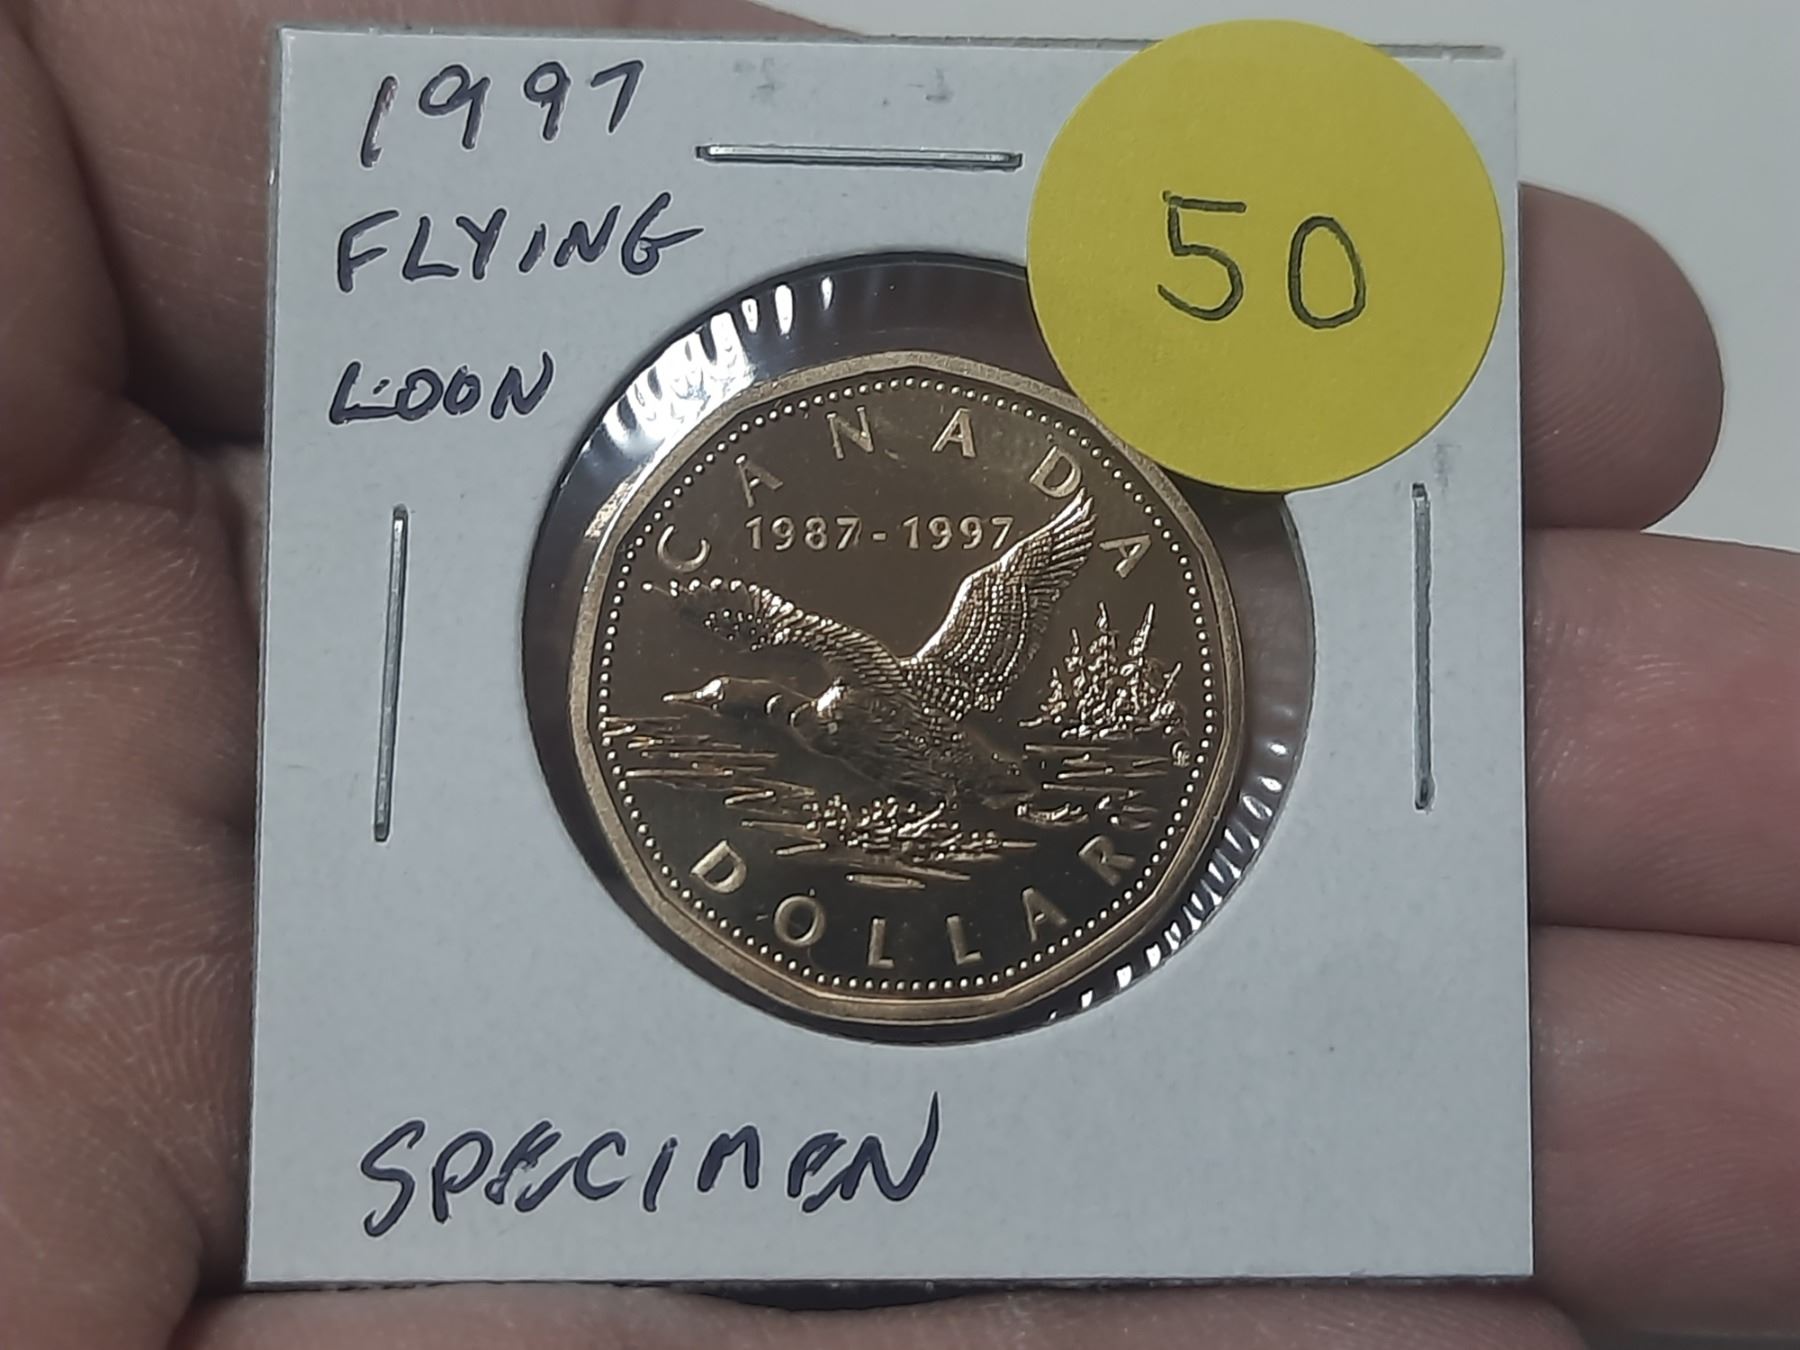 1997
FLYING
LOON
50
CANADA
1987-1997
DOLLAR
SPECIMEN